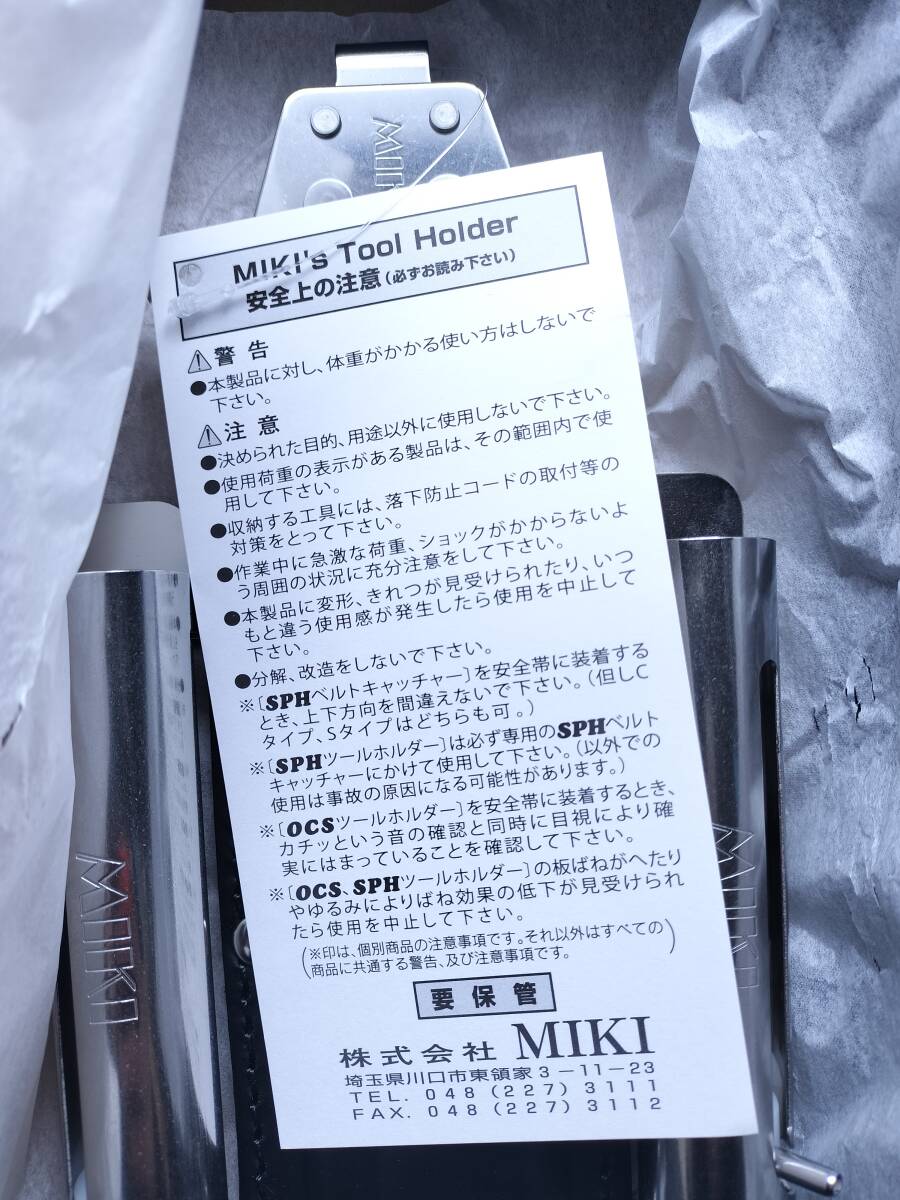 MIKI
MIKI's Tool Holder
安全上の注意(必ずお読み下さい)
⚠警告
●本製品に対し、体重がかかる使い方はしないで
下さい。
⚠注意
●決められた目的、用途以外に使用しないで下さい。
●使用荷重の表示がある製品は、その範囲内で使
用して下さい。
●収納する工具には、落下防止コードの取付等の
対策をとって下さい。
●作業中に急激な荷重、ショックがかからないよ
う周囲の状況に充分注意をして下さい。
●本製品に変形、きれつが見受けられたり、いつ
もと違う使用感が発生したら使用を中止して
下さい。
●分解、改造をしないで下さい。
※〔SPHベルトキャッチャー〕を安全帯に装着する
とき、上下方向を間違えないで下さい。(但しC
タイプ、Sタイプはどちらも可。)
※〔SPHツールホルダー〕は必ず専用のSPHベルト
キャッチャーにかけて使用して下さい。(以外での
使用は事故の原因になる可能性があります。)
※〔OCSツールホルダー〕を安全帯に装着するとき、
カチッという音の確認と同時に目視により確
実にはまっていることを確認して下さい。
※〔OCS、SPHツールホルダー〕の板ばねがへたり
やゆるみによりばね効果の低下が見受けられ
たら使用を中止して下さい。
(※印は、個別商品の注意事項です。それ以外はすべての
商品に共通する警告、及び注意事項です。)
要保管
株式会社 MIKI
埼玉県川口市東領家3-11-23
TEL. 048(227)3111
FAX. 048(227)3112
MIKI
MIKI